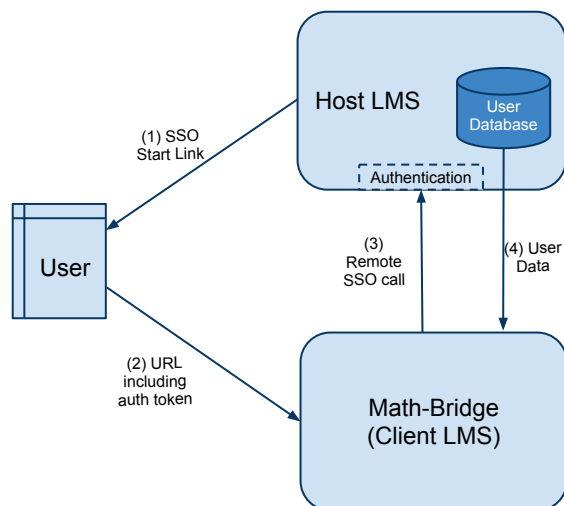 Host LMS
User
Database
(1) SSO
Start Link
Authentication
User
(3)
Remote
SSO call
(4) User
Data
(2) URL
including
auth token
Math-Bridge
(Client LMS)